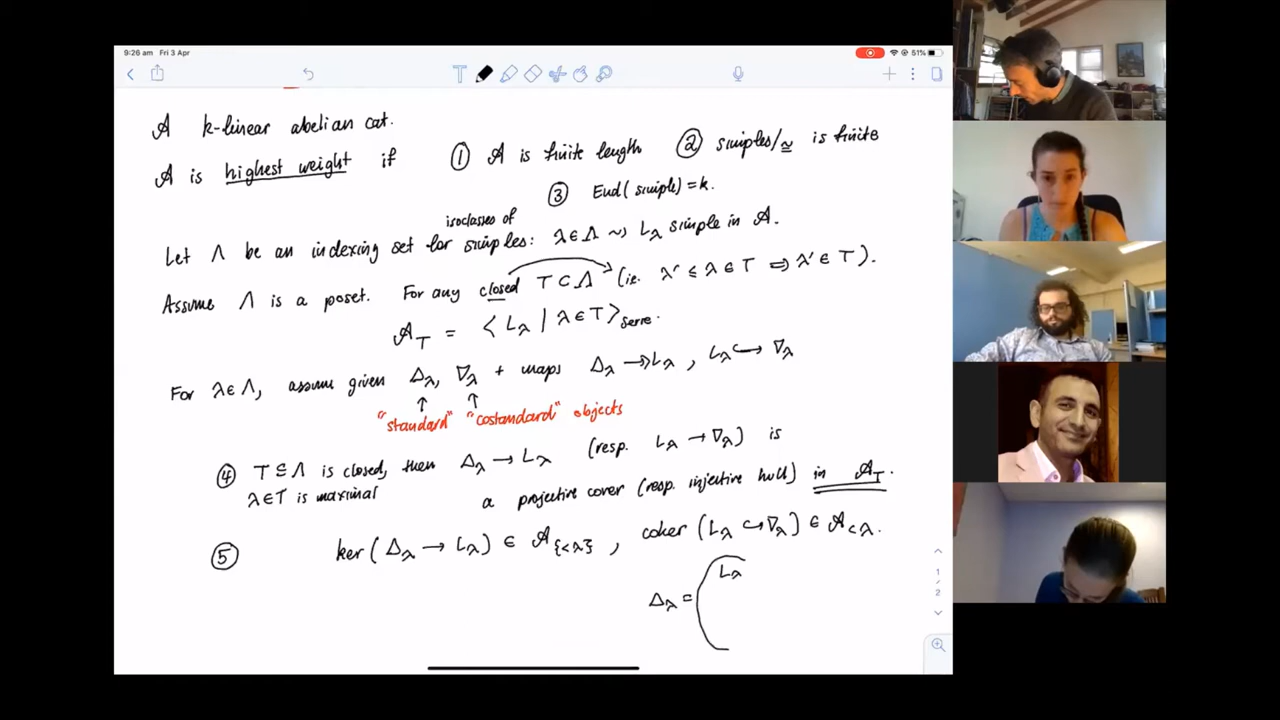 9:26 am Fri 3 Apr
51%
𝒜 k-linear abelian cat.
𝒜 is highest weight if ① 𝒜 is finite length ② simples/≅ is finite
③ End(simple) = k.
isoclasses of
Let Λ be an indexing set for simples: λ ∈ Λ ⇝ L_λ simple in 𝒜.
Assume Λ is a poset. For any closed T ⊂ Λ (i.e. λ' ≤ λ ∈ T ⇒ λ' ∈ T).
𝒜_T = ⟨ L_λ | λ ∈ T ⟩_Serre.
For λ ∈ Λ, assume given Δ_λ, ∇_λ + maps Δ_λ ↠ L_λ, L_λ ↪ ∇_λ
"standard" "costandard" objects
④ T ⊆ Λ is closed, then Δ_λ → L_λ (resp. L_λ → ∇_λ) is
λ ∈ T is maximal
a projective cover (resp. injective hull) in 𝒜_T.
⑤ ker(Δ_λ → L_λ) ∈ 𝒜_{<λ}, coker(L_λ ↪ ∇_λ) ∈ 𝒜_<λ.
Δ_λ = ( L_λ
1/2